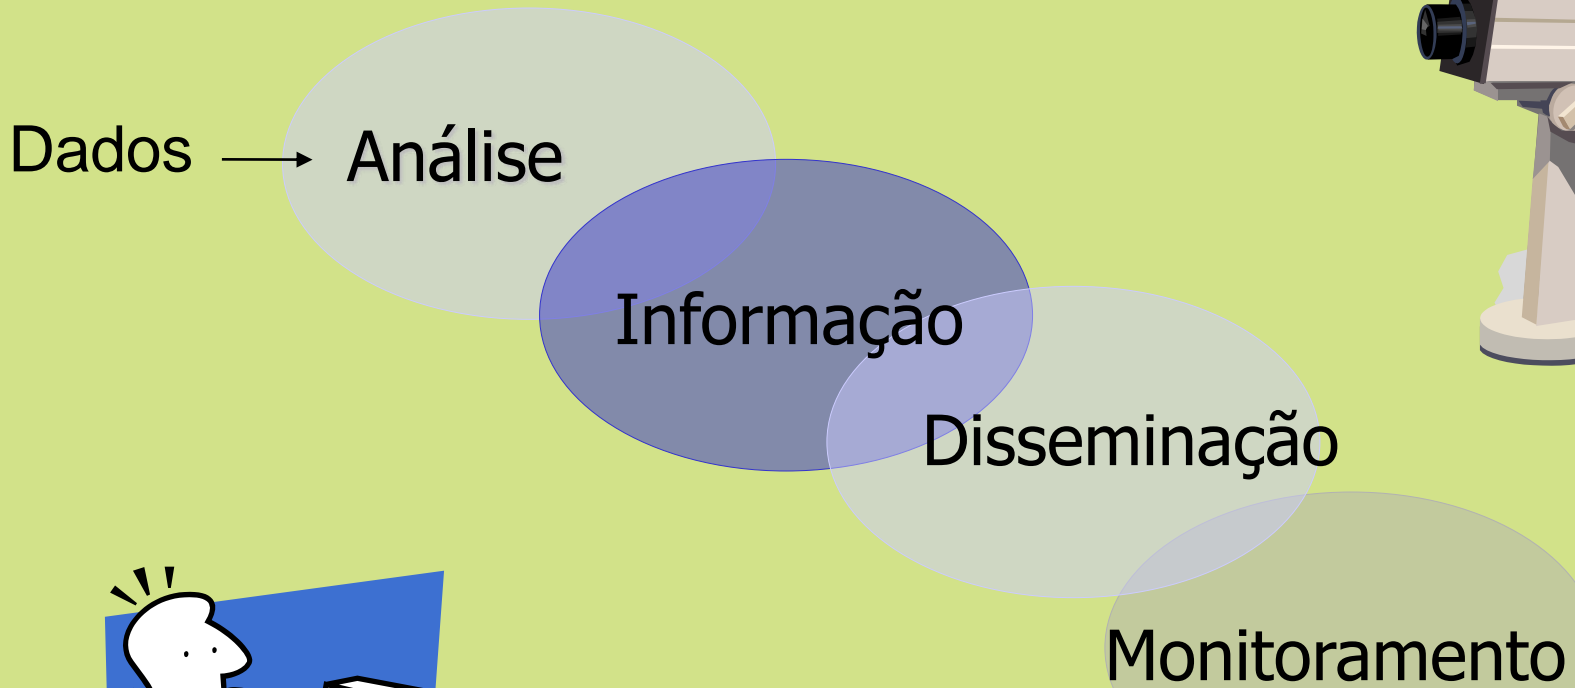 Dados
Análise
Informação
Disseminação
Monitoramento